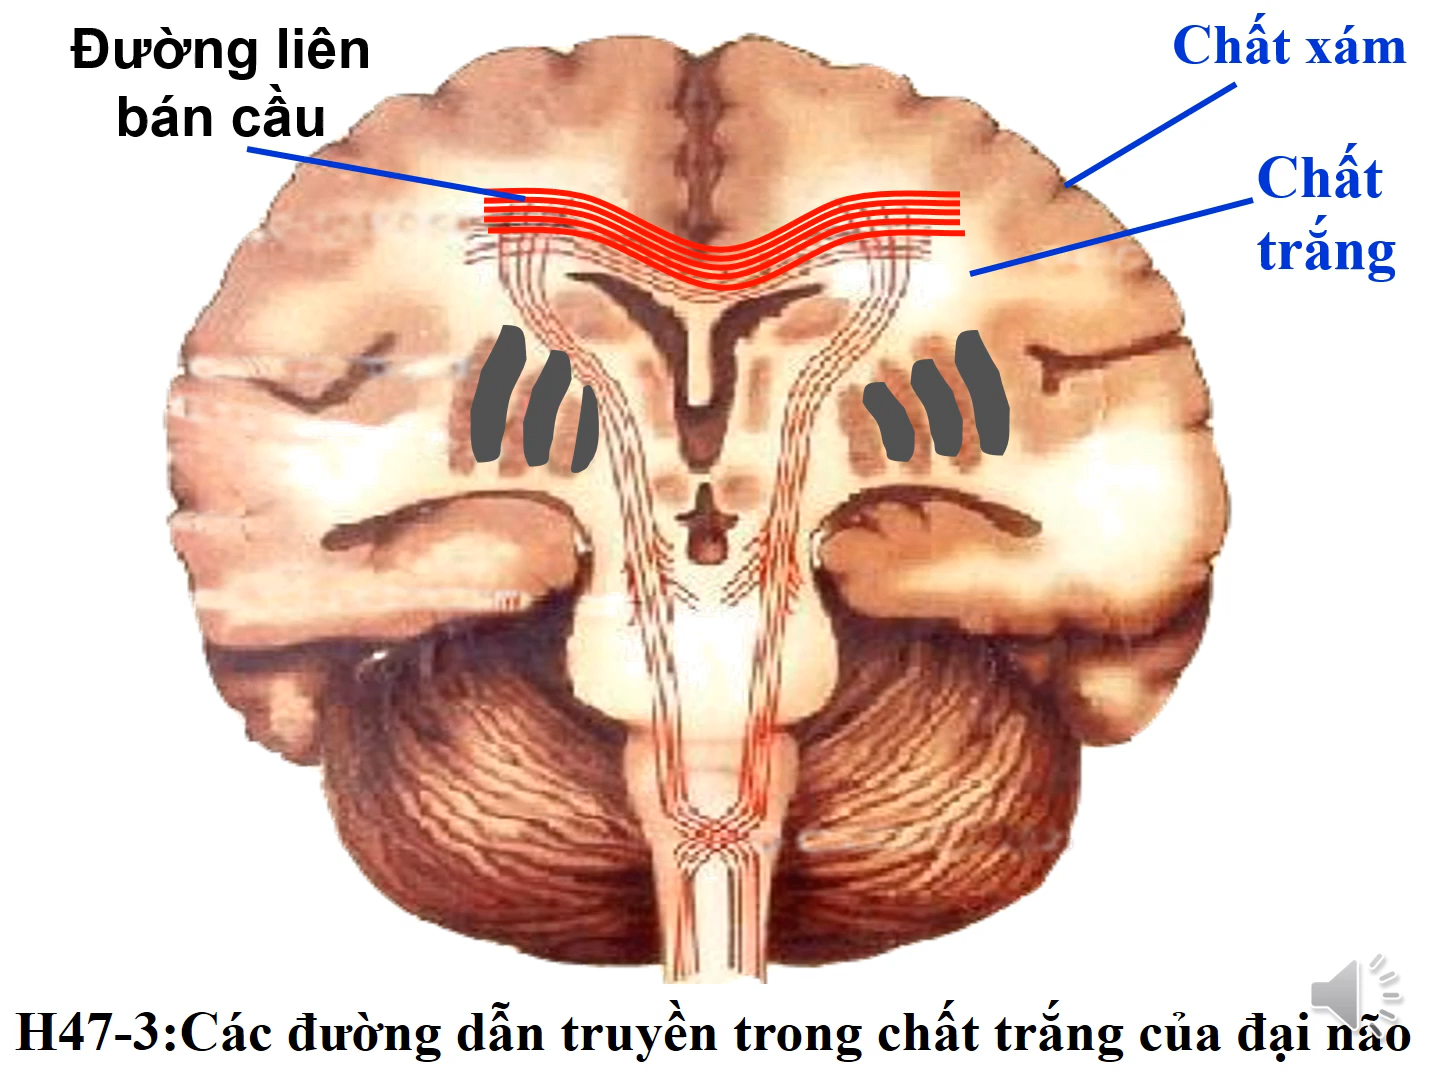 Đường liên
bán cầu
Chất xám
Chất
trắng
H47-3:Các đường dẫn truyền trong chất trắng của đại não